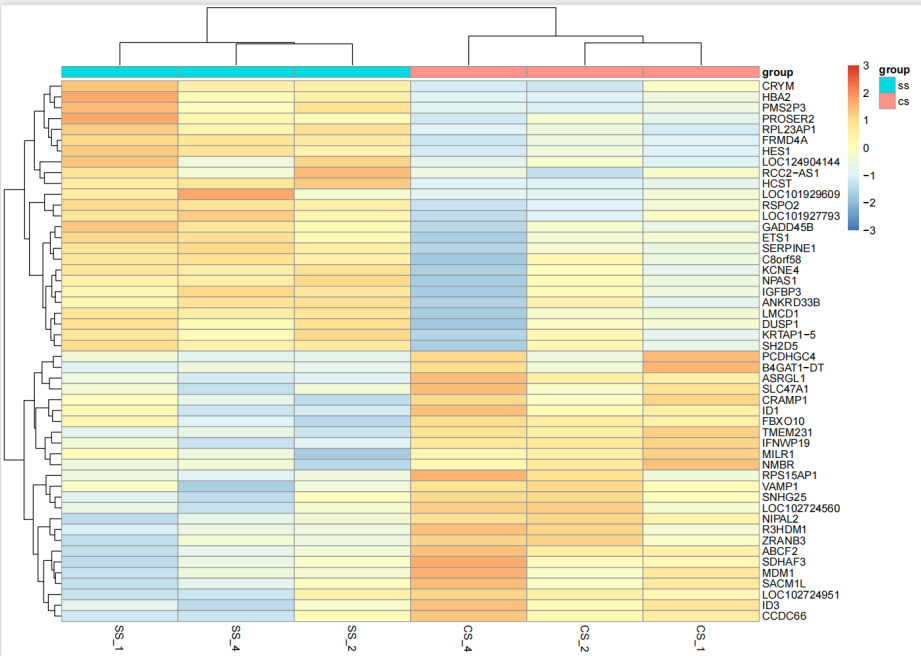 group
CRYM
HBA2
PMS2P3
PROSER2
RPL23AP1
FRMD4A
HES1
LOC124904144
RCC2−AS1
HCST
LOC101929609
RSPO2
LOC101927793
GADD45B
ETS1
SERPINE1
C8orf58
KCNE4
NPAS1
IGFBP3
ANKRD33B
LMCD1
DUSP1
KRTAP1−5
SH2D5
PCDHGC4
B4GAT1−DT
ASRGL1
SLC47A1
CRAMP1
ID1
FBXO10
TMEM231
IFNWP19
MILR1
NMBR
RPS15AP1
VAMP1
SNHG25
LOC102724560
NIPAL2
R3HDM1
ZRANB3
ABCF2
SDHAF3
MDM1
SACM1L
LOC102724951
ID3
CCDC66
SS_1
SS_4
SS_2
CS_4
CS_2
CS_1
3
2
1
0
−1
−2
−3
group
ss
cs